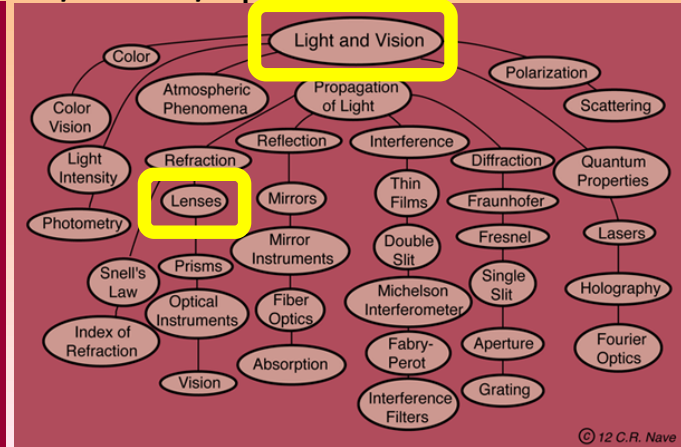 Light and Vision
Color
Polarization
Atmospheric
Phenomena
Propagation
of Light
Scattering
Color
Vision
Reflection
Interference
Light
Intensity
Refraction
Diffraction
Quantum
Properties
Lenses
Mirrors
Thin
Films
Fraunhofer
Photometry
Mirror
Instruments
Double
Slit
Fresnel
Lasers
Snell's
Law
Prisms
Single
Slit
Optical
Instruments
Fiber
Optics
Michelson
Interferometer
Holography
Index of
Refraction
Fabry-
Perot
Aperture
Fourier
Optics
Absorption
Vision
Interference
Filters
Grating
© 12 C.R. Nave